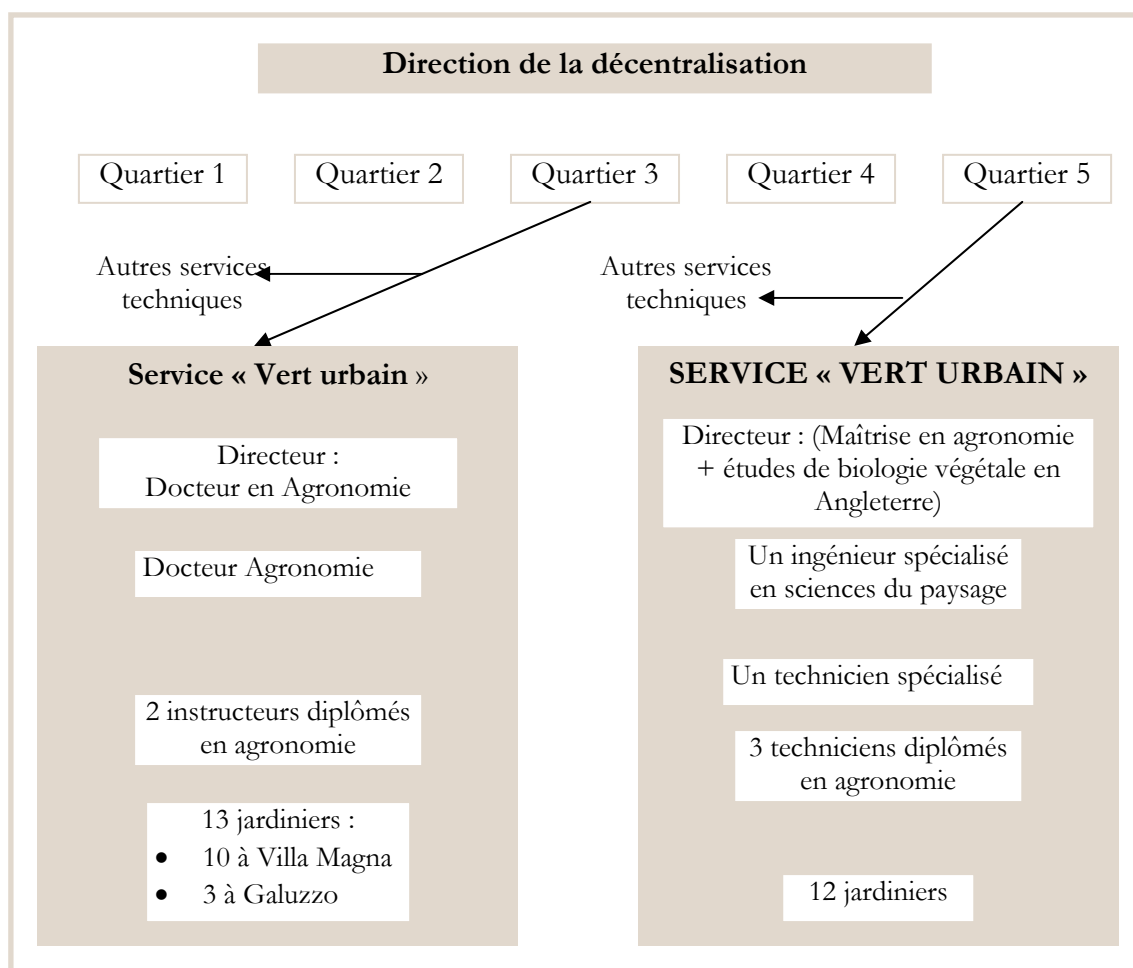 Direction de la décentralisation
Quartier 1
Quartier 2
Quartier 3
Quartier 4
Quartier 5
Autres services
techniques
Autres services
techniques
Service « Vert urbain »
Directeur :
Docteur en Agronomie
Docteur Agronomie
2 instructeurs diplômés
en agronomie
13 jardiniers :
• 10 à Villa Magna
• 3 à Galuzzo
SERVICE « VERT URBAIN »
Directeur : (Maîtrise en agronomie
+ études de biologie végétale en
Angleterre)
Un ingénieur spécialisé
en sciences du paysage
Un technicien spécialisé
3 techniciens diplômés
en agronomie
12 jardiniers